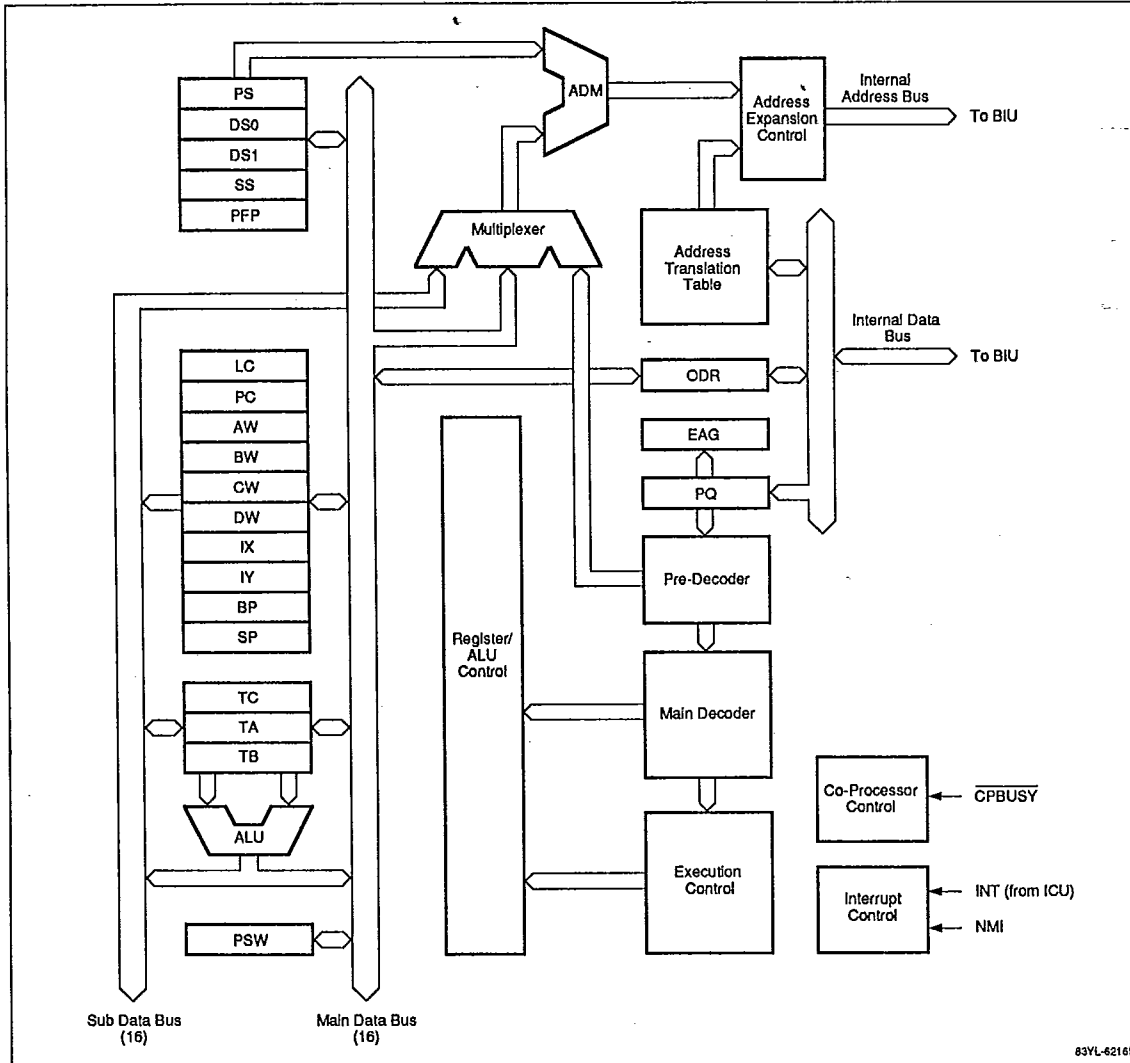 PS
DS0
DS1
SS
PFP
ADM
Address
Expansion
Control
Internal
Address Bus
To BIU
Multiplexer
Address
Translation
Table
Internal Data
Bus
To BIU
LC
PC
AW
BW
CW
DW
IX
IY
BP
SP
ODR
EAG
PQ
Pre-Decoder
Register/
ALU
Control
TC
TA
TB
ALU
PSW
Main Decoder
Execution
Control
Co-Processor
Control
CPBUSY
Interrupt
Control
INT (from ICU)
NMI
Sub Data Bus
(16)
Main Data Bus
(16)